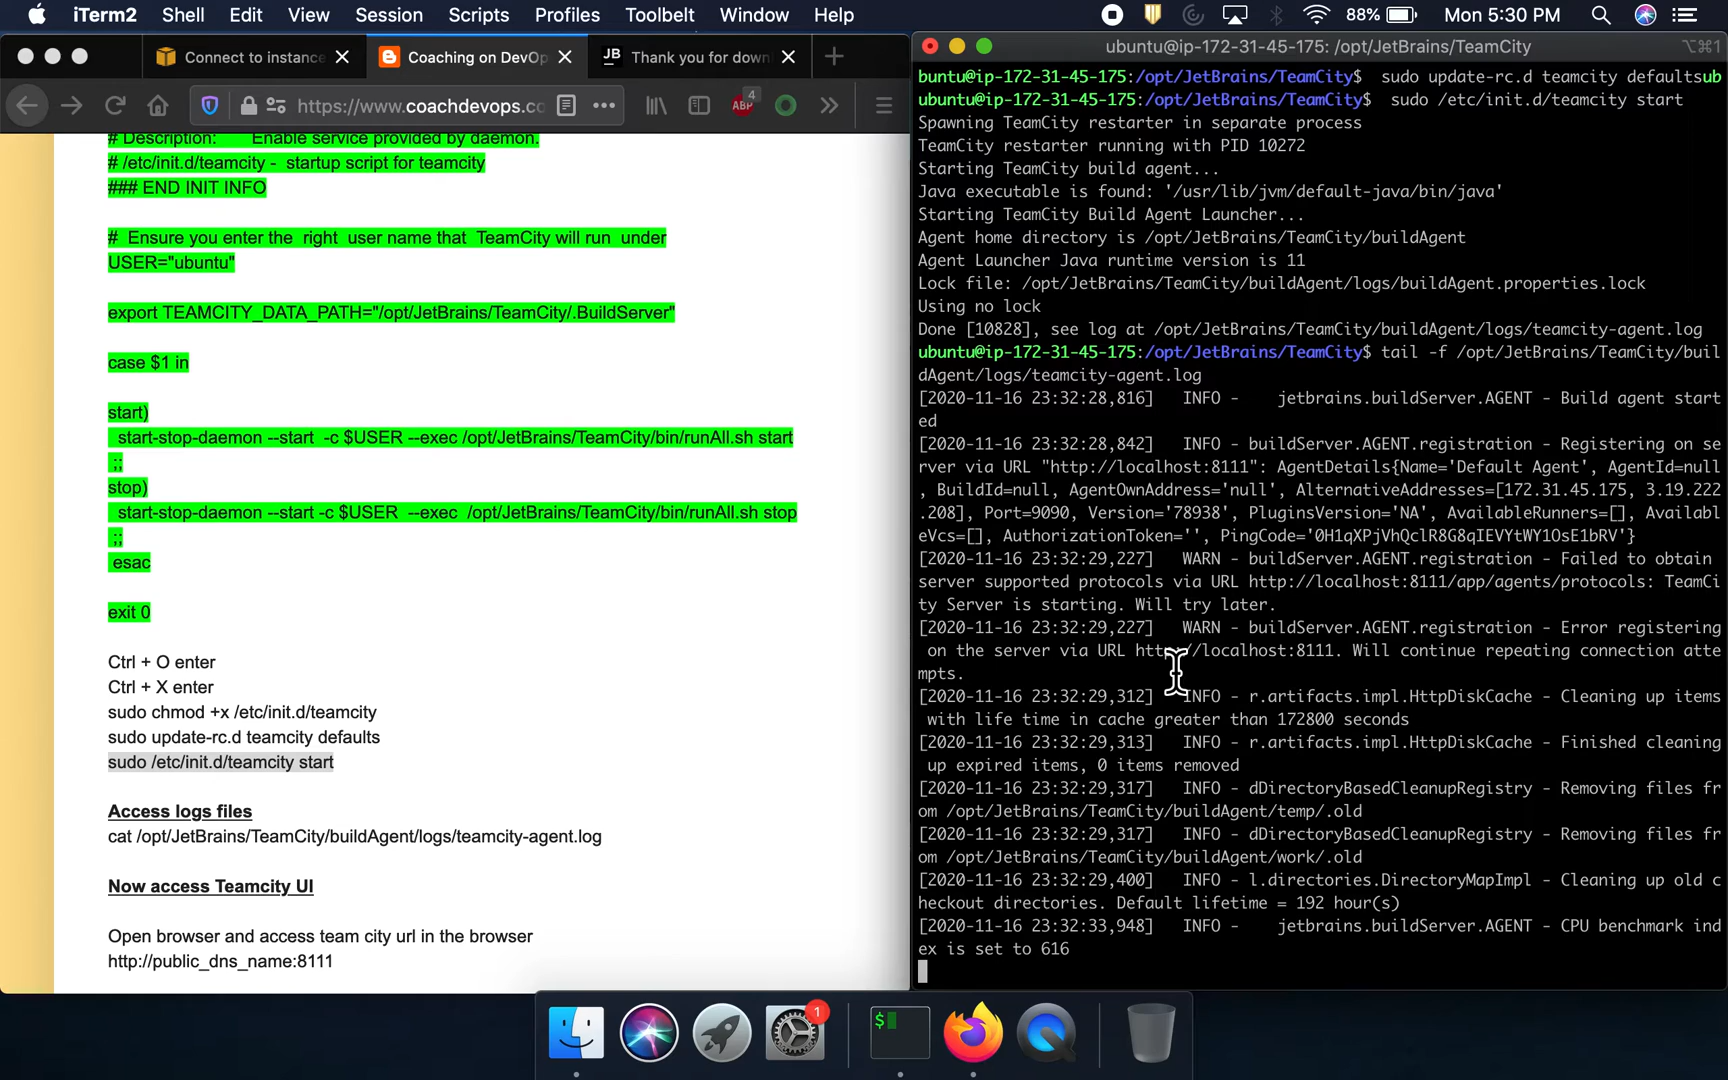 iTerm2 Shell Edit View Session Scripts Profiles Toolbelt Window Help 88% Mon 5:30 PM
Connect to instance Coaching on DevOp JB Thank you for down
https://www.coachdevops.co ABP 4
# Description: Enable service provided by daemon.
# /etc/init.d/teamcity - startup script for teamcity
### END INIT INFO
# Ensure you enter the right user name that TeamCity will run under
USER="ubuntu"
export TEAMCITY_DATA_PATH="/opt/JetBrains/TeamCity/.BuildServer"
case $1 in
start)
start-stop-daemon --start -c $USER --exec /opt/JetBrains/TeamCity/bin/runAll.sh start
;;
stop)
start-stop-daemon --start -c $USER --exec /opt/JetBrains/TeamCity/bin/runAll.sh stop
;;
esac
exit 0
Ctrl + O enter
Ctrl + X enter
sudo chmod +x /etc/init.d/teamcity
sudo update-rc.d teamcity defaults
sudo /etc/init.d/teamcity start
Access logs files
cat /opt/JetBrains/TeamCity/buildAgent/logs/teamcity-agent.log
Now access Teamcity UI
Open browser and access team city url in the browser
http://public_dns_name:8111
ubuntu@ip-172-31-45-175: /opt/JetBrains/TeamCity ⌥⌘1
buntu@ip-172-31-45-175:/opt/JetBrains/TeamCity$ sudo update-rc.d teamcity defaultsub
ubuntu@ip-172-31-45-175:/opt/JetBrains/TeamCity$ sudo /etc/init.d/teamcity start
Spawning TeamCity restarter in separate process
TeamCity restarter running with PID 10272
Starting TeamCity build agent...
Java executable is found: '/usr/lib/jvm/default-java/bin/java'
Starting TeamCity Build Agent Launcher...
Agent home directory is /opt/JetBrains/TeamCity/buildAgent
Agent Launcher Java runtime version is 11
Lock file: /opt/JetBrains/TeamCity/buildAgent/logs/buildAgent.properties.lock
Using no lock
Done [10828], see log at /opt/JetBrains/TeamCity/buildAgent/logs/teamcity-agent.log
ubuntu@ip-172-31-45-175:/opt/JetBrains/TeamCity$ tail -f /opt/JetBrains/TeamCity/buil
dAgent/logs/teamcity-agent.log
[2020-11-16 23:32:28,816] INFO - jetbrains.buildServer.AGENT - Build agent start
ed
[2020-11-16 23:32:28,842] INFO - buildServer.AGENT.registration - Registering on se
rver via URL "http://localhost:8111": AgentDetails{Name='Default Agent', AgentId=null
, BuildId=null, AgentOwnAddress='null', AlternativeAddresses=[172.31.45.175, 3.19.222
.208], Port=9090, Version='78938', PluginsVersion='NA', AvailableRunners=[], Availabl
eVcs=[], AuthorizationToken='', PingCode='0H1qXPjVhQclR8G8qIEVYtWY1OsE1bRV'}
[2020-11-16 23:32:29,227] WARN - buildServer.AGENT.registration - Failed to obtain
server supported protocols via URL http://localhost:8111/app/agents/protocols: TeamCi
ty Server is starting. Will try later.
[2020-11-16 23:32:29,227] WARN - buildServer.AGENT.registration - Error registering
on the server via URL http://localhost:8111. Will continue repeating connection atte
mpts.
[2020-11-16 23:32:29,312] INFO - r.artifacts.impl.HttpDiskCache - Cleaning up items
with life time in cache greater than 172800 seconds
[2020-11-16 23:32:29,313] INFO - r.artifacts.impl.HttpDiskCache - Finished cleaning
up expired items, 0 items removed
[2020-11-16 23:32:29,317] INFO - dDirectoryBasedCleanupRegistry - Removing files fr
om /opt/JetBrains/TeamCity/buildAgent/temp/.old
[2020-11-16 23:32:29,317] INFO - dDirectoryBasedCleanupRegistry - Removing files fr
om /opt/JetBrains/TeamCity/buildAgent/work/.old
[2020-11-16 23:32:29,400] INFO - l.directories.DirectoryMapImpl - Cleaning up old c
heckout directories. Default lifetime = 192 hour(s)
[2020-11-16 23:32:33,948] INFO - jetbrains.buildServer.AGENT - CPU benchmark ind
ex is set to 616
1
$